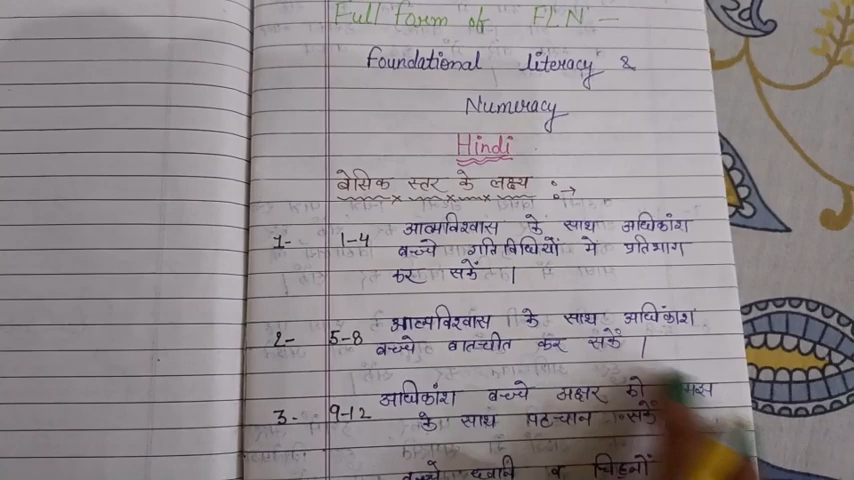 Full form of FLN -
Foundational literacy &
Numeracy
Hindi
बेसिक स्तर के लक्ष्य :→
1- 1-4 आत्मविश्वास के साथ अधिकांश
बच्चे गतिविधियों में प्रतिभाग
कर सकें |
2- 5-8 आत्मविश्वास के साथ अधिकांश
बच्चे बातचीत कर सकें |
3- 9-12 अधिकांश बच्चे अक्षर को
के साथ पहचान सकें
बच्चे व चिह्नों